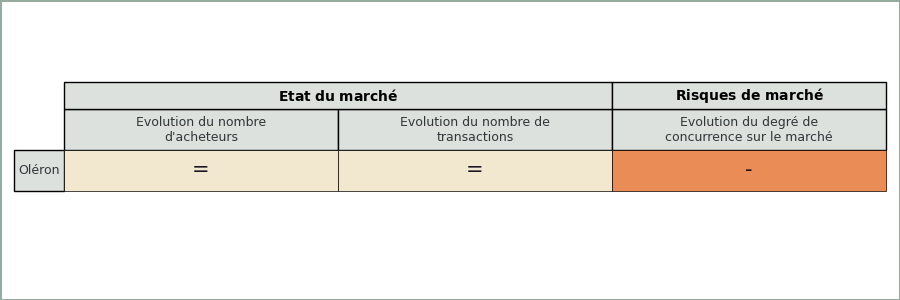 Etat du marché
Risques de marché
Evolution du nombre
d'acheteurs
Evolution du nombre de
transactions
Evolution du degré de
concurrence sur le marché
Oléron
=
=
-